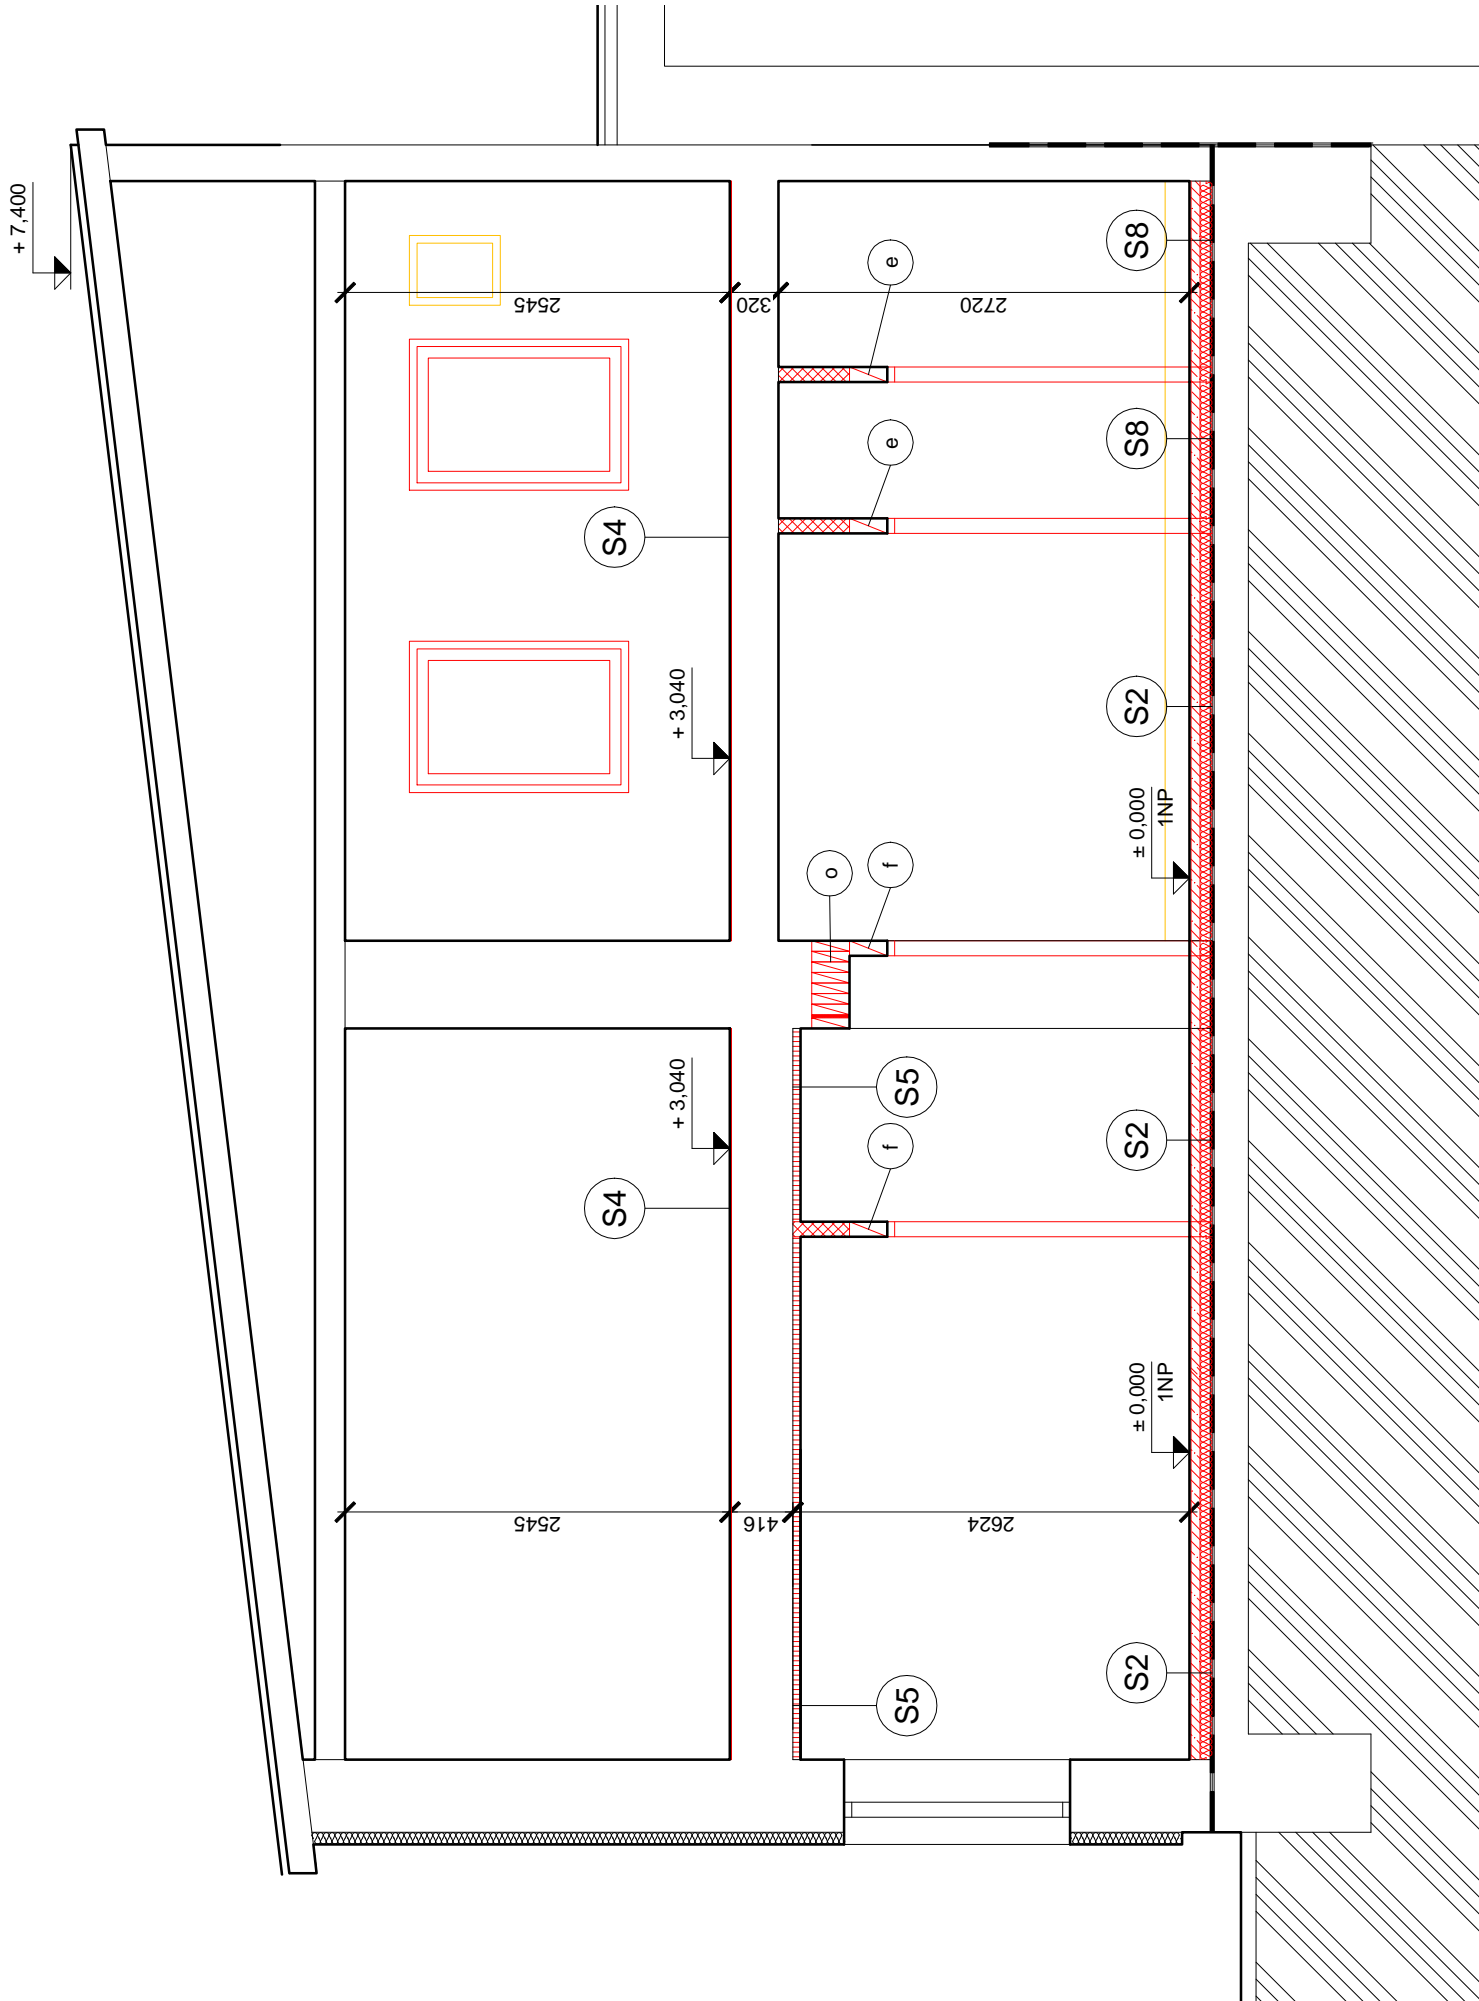 + 7,400
2545
320
2720
S8
e
S8
e
S4
S2
+ 3,040
± 0,000
1NP
o
f
+ 3,040
S5
f
S2
S4
± 0,000
1NP
2545
416
2624
S2
S5